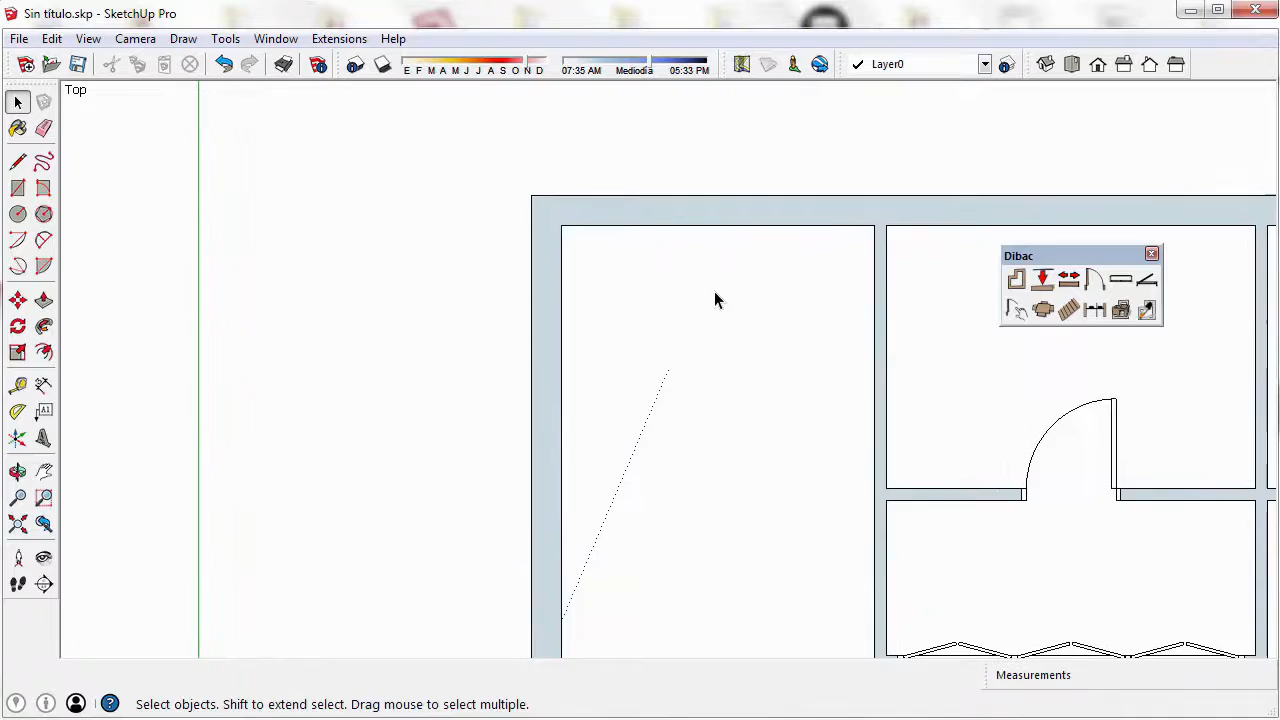 Sin título.skp - SketchUp Pro
File Edit View Camera Draw Tools Window Extensions Help
E F M A M J J A S O N D
07:35 AM Mediodía 05:33 PM
Layer0
Top
Dibac
A1
Measurements
Select objects. Shift to extend select. Drag mouse to select multiple.